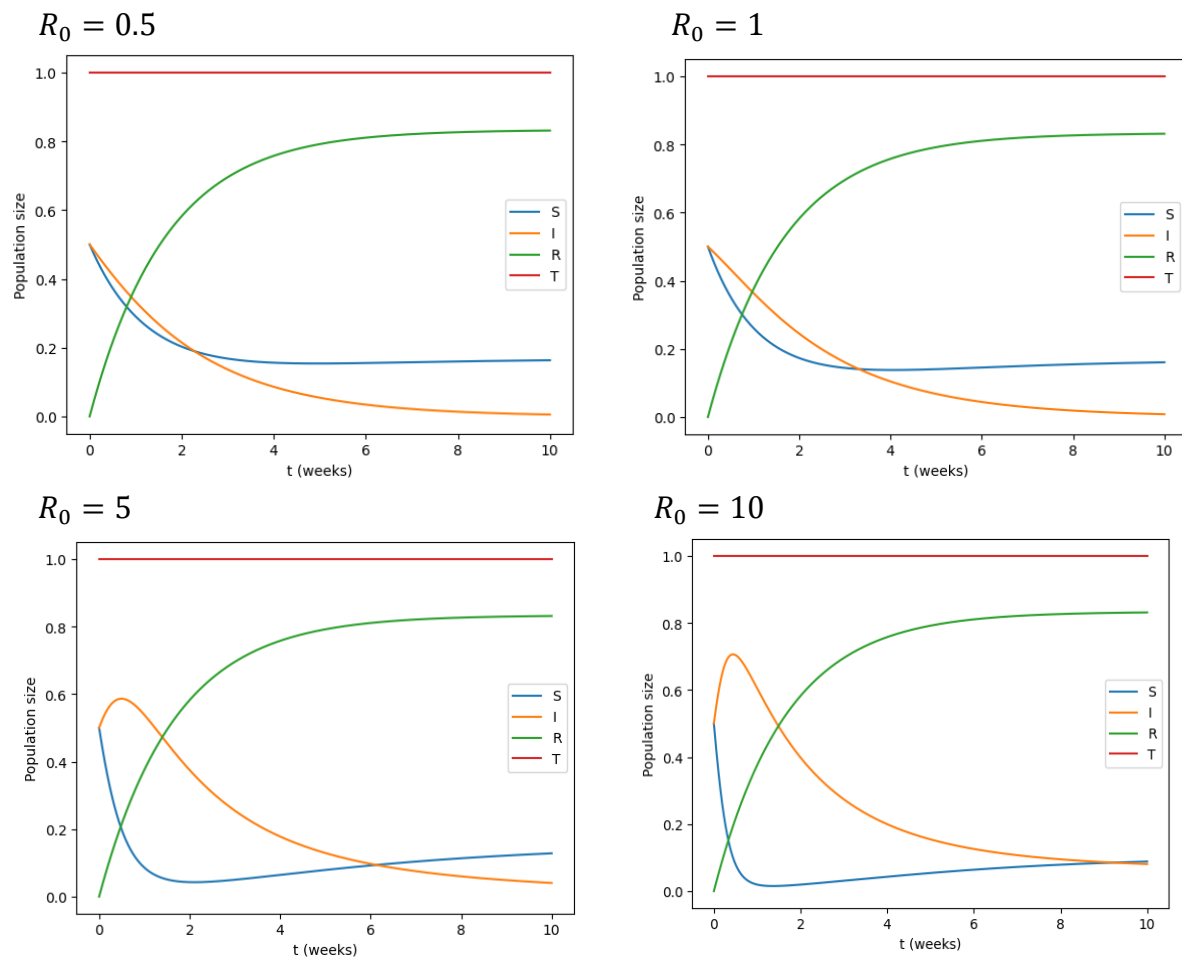 R₀ = 0.5
1.0
0.8
0.6
0.4
0.2
0.0
0 2 4 6 8 10
Population size
t (weeks)
S
I
R
T
R₀ = 1
1.0
0.8
0.6
0.4
0.2
0.0
0 2 4 6 8 10
Population size
t (weeks)
S
I
R
T
R₀ = 5
1.0
0.8
0.6
0.4
0.2
0.0
0 2 4 6 8 10
Population size
t (weeks)
S
I
R
T
R₀ = 10
1.0
0.8
0.6
0.4
0.2
0.0
0 2 4 6 8 10
Population size
t (weeks)
S
I
R
T